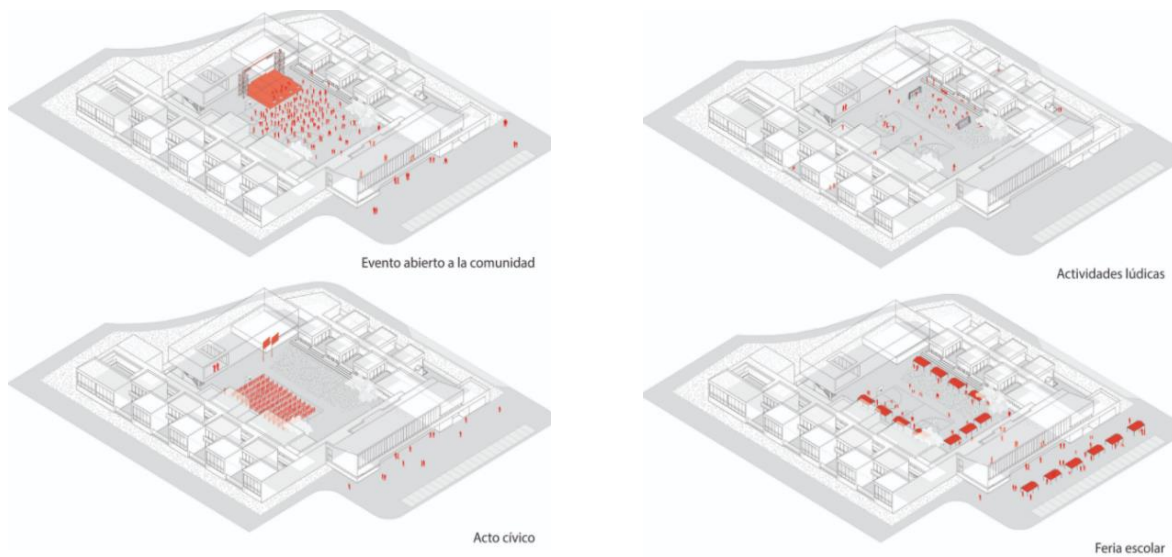 Evento abierto a la comunidad
Actividades lúdicas
Acto cívico
Feria escolar